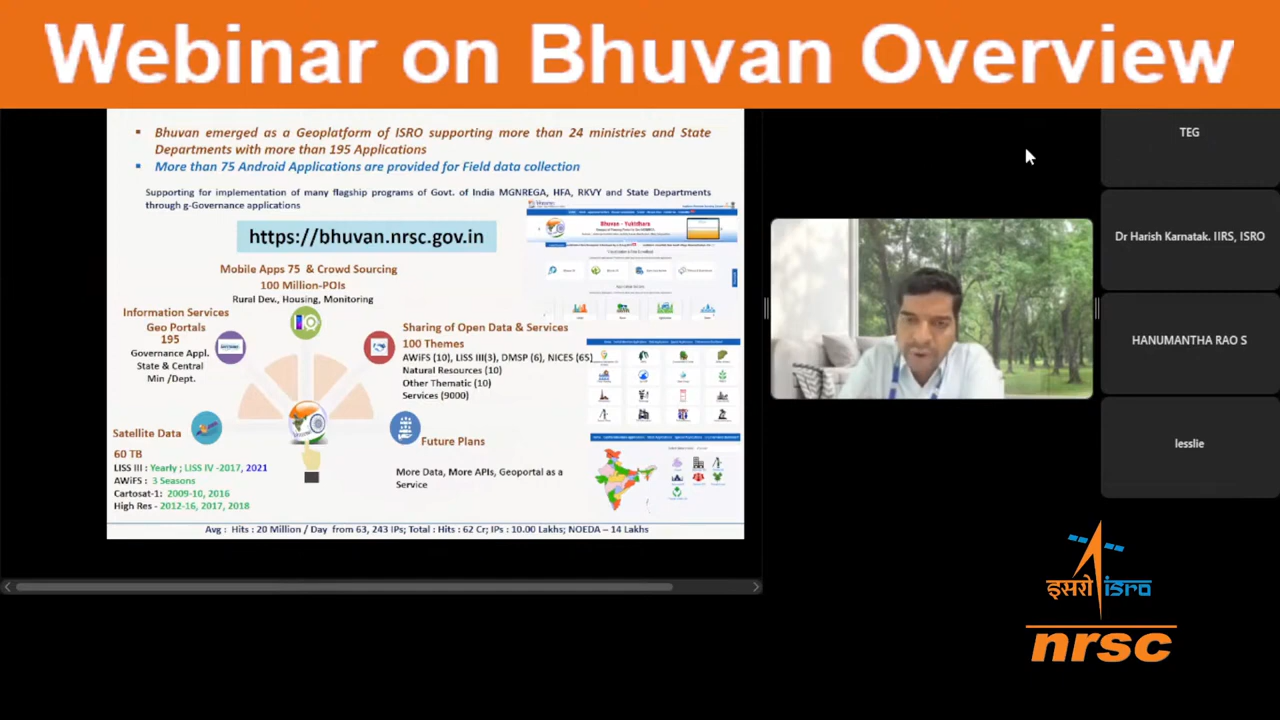 Webinar on Bhuvan Overview
Bhuvan emerged as a Geoplatform of ISRO supporting more than 24 ministries and State
Departments with more than 195 Applications
More than 75 Android Applications are provided for Field data collection
Supporting for implementation of many flagship programs of Govt. of India MGNREGA, HFA, RKVY and State Departments
through g-Governance applications
https://bhuvan.nrsc.gov.in
Bhuvan - Yuktdhara
Mobile Apps 75 & Crowd Sourcing
100 Million-POIs
Rural Dev., Housing, Monitoring
Information Services
Geo Portals
195
Governance Appl.
State & Central
Min /Dept.
Sharing of Open Data & Services
100 Themes
AWiFS (10), LISS III(3), DMSP (6), NICES (65)
Natural Resources (10)
Other Thematic (10)
Services (9000)
Satellite Data
60 TB
LISS III : Yearly ; LISS IV -2017, 2021
AWiFS : 3 Seasons
Cartosat-1: 2009-10, 2016
High Res - 2012-16, 2017, 2018
Future Plans
More Data, More APIs, Geoportal as a
Service
Avg : Hits : 20 Million / Day from 63, 243 IPs; Total : Hits : 62 Cr; IPs : 10.00 Lakhs; NOEDA – 14 Lakhs
TEG
Dr Harish Karnatak. IIRS, ISRO
HANUMANTHA RAO S
lesslie
इसरो isro
nrsc